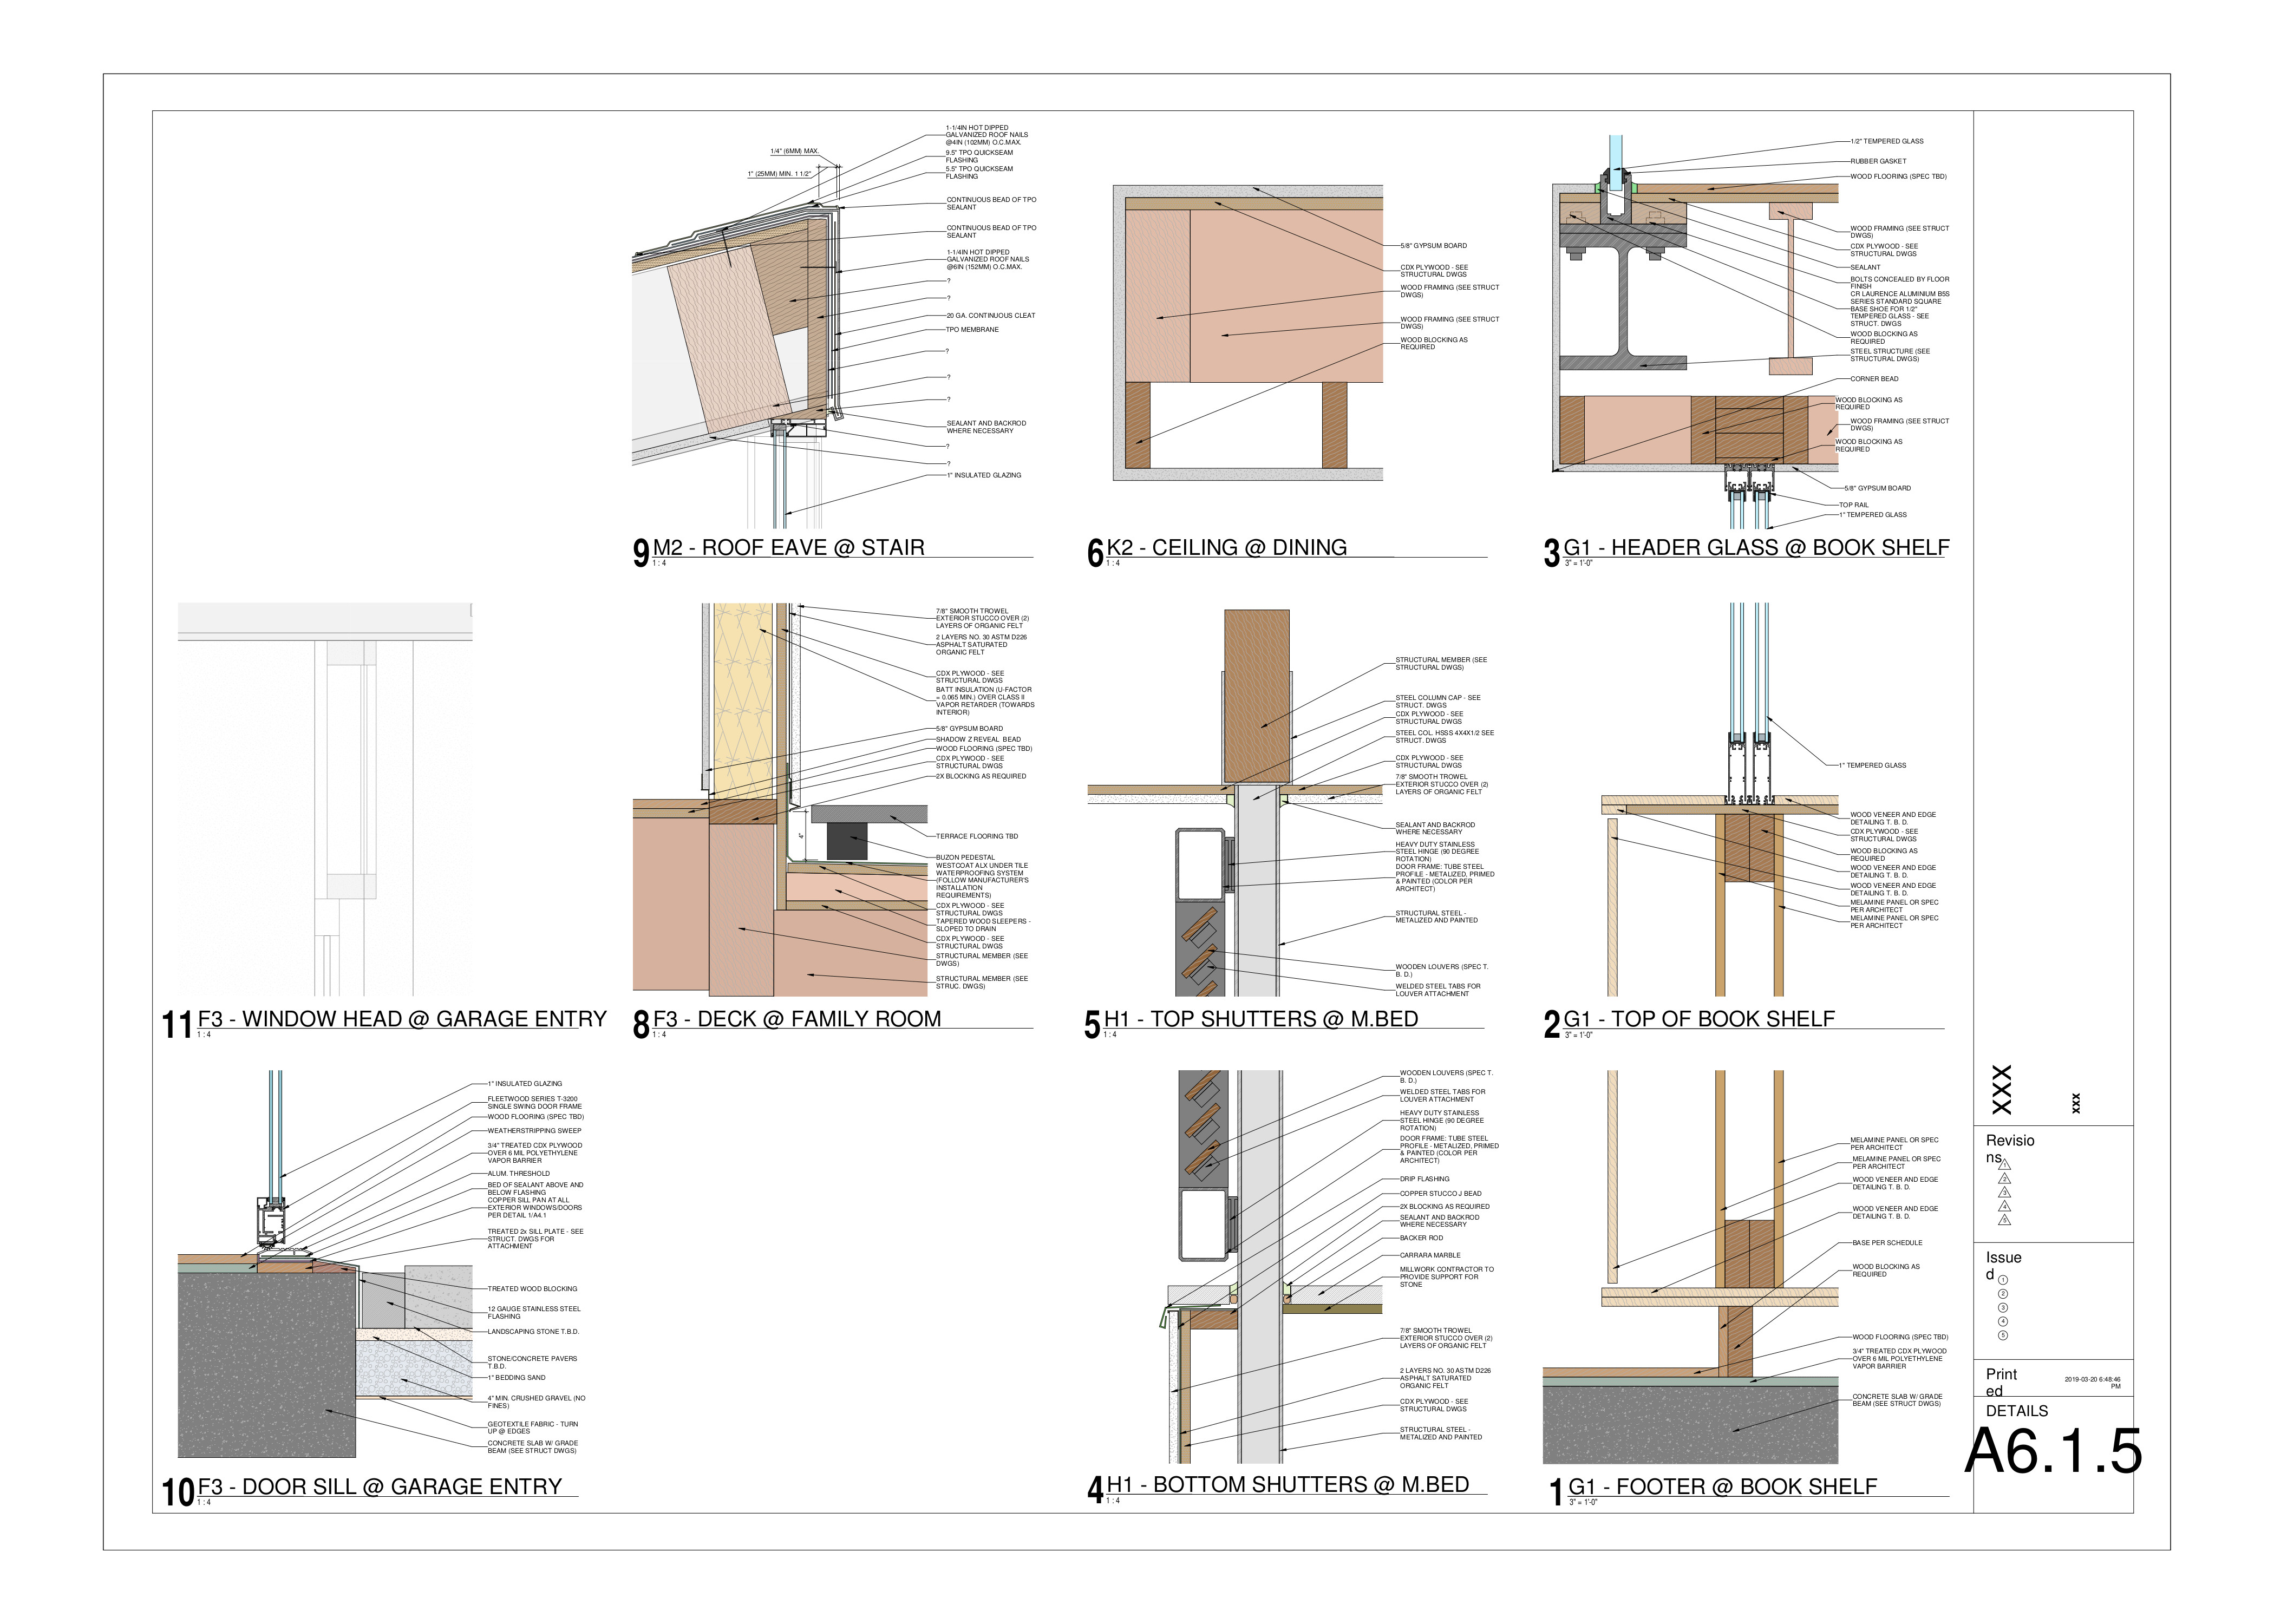 1-1/4IN HOT DIPPED
GALVANIZED ROOF NAILS
@4IN (102MM) O.C.MAX.
9.5" TPO QUICKSEAM
FLASHING
5.5" TPO QUICKSEAM
FLASHING
1/4" (6MM) MAX.
1" (25MM) MIN. 1 1/2"
CONTINUOUS BEAD OF TPO
SEALANT
CONTINUOUS BEAD OF TPO
SEALANT
1-1/4IN HOT DIPPED
GALVANIZED ROOF NAILS
@6IN (152MM) O.C.MAX.
?
?
20 GA. CONTINUOUS CLEAT
TPO MEMBRANE
?
?
?
SEALANT AND BACKROD
WHERE NECESSARY
?
?
1" INSULATED GLAZING
9 M2 - ROOF EAVE @ STAIR
1 : 4
5/8" GYPSUM BOARD
CDX PLYWOOD - SEE
STRUCTURAL DWGS
WOOD FRAMING (SEE STRUCT
DWGS)
WOOD FRAMING (SEE STRUCT
DWGS)
WOOD BLOCKING AS
REQUIRED
6 K2 - CEILING @ DINING
1 : 4
1/2" TEMPERED GLASS
RUBBER GASKET
WOOD FLOORING (SPEC TBD)
WOOD FRAMING (SEE STRUCT
DWGS)
CDX PLYWOOD - SEE
STRUCTURAL DWGS
SEALANT
BOLTS CONCEALED BY FLOOR
FINISH
CR LAURENCE ALUMINIUM B5S
SERIES STANDARD SQUARE
BASE SHOE FOR 1/2"
TEMPERED GLASS - SEE
STRUCT. DWGS
WOOD BLOCKING AS
REQUIRED
STEEL STRUCTURE (SEE
STRUCTURAL DWGS)
CORNER BEAD
WOOD BLOCKING AS
REQUIRED
WOOD FRAMING (SEE STRUCT
DWGS)
WOOD BLOCKING AS
REQUIRED
5/8" GYPSUM BOARD
TOP RAIL
1" TEMPERED GLASS
3 G1 - HEADER GLASS @ BOOK SHELF
3" = 1'-0"
11 F3 - WINDOW HEAD @ GARAGE ENTRY
1 : 4
7/8" SMOOTH TROWEL
EXTERIOR STUCCO OVER (2)
LAYERS OF ORGANIC FELT
2 LAYERS NO. 30 ASTM D226
ASPHALT SATURATED
ORGANIC FELT
CDX PLYWOOD - SEE
STRUCTURAL DWGS
BATT INSULATION (U-FACTOR
= 0.065 MIN.) OVER CLASS II
VAPOR RETARDER (TOWARDS
INTERIOR)
5/8" GYPSUM BOARD
SHADOW Z REVEAL BEAD
WOOD FLOORING (SPEC TBD)
CDX PLYWOOD - SEE
STRUCTURAL DWGS
2X BLOCKING AS REQUIRED
4"
TERRACE FLOORING TBD
BUZON PEDESTAL
WESTCOAT ALX UNDER TILE
WATERPROOFING SYSTEM
(FOLLOW MANUFACTURER'S
INSTALLATION
REQUIREMENTS)
CDX PLYWOOD - SEE
STRUCTURAL DWGS
TAPERED WOOD SLEEPERS -
SLOPED TO DRAIN
CDX PLYWOOD - SEE
STRUCTURAL DWGS
STRUCTURAL MEMBER (SEE
DWGS)
STRUCTURAL MEMBER (SEE
STRUC. DWGS)
8 F3 - DECK @ FAMILY ROOM
1 : 4
STRUCTURAL MEMBER (SEE
STRUCTURAL DWGS)
STEEL COLUMN CAP - SEE
STRUCT. DWGS
CDX PLYWOOD - SEE
STRUCTURAL DWGS
STEEL COL. HSSS 4X4X1/2 SEE
STRUCT. DWGS
CDX PLYWOOD - SEE
STRUCTURAL DWGS
7/8" SMOOTH TROWEL
EXTERIOR STUCCO OVER (2)
LAYERS OF ORGANIC FELT
SEALANT AND BACKROD
WHERE NECESSARY
HEAVY DUTY STAINLESS
STEEL HINGE (90 DEGREE
ROTATION)
DOOR FRAME: TUBE STEEL
PROFILE - METALIZED, PRIMED
& PAINTED (COLOR PER
ARCHITECT)
STRUCTURAL STEEL -
METALIZED AND PAINTED
WOODEN LOUVERS (SPEC T.
B. D.)
WELDED STEEL TABS FOR
LOUVER ATTACHMENT
5 H1 - TOP SHUTTERS @ M.BED
1 : 4
1" TEMPERED GLASS
WOOD VENEER AND EDGE
DETAILING T. B. D.
CDX PLYWOOD - SEE
STRUCTURAL DWGS
WOOD BLOCKING AS
REQUIRED
WOOD VENEER AND EDGE
DETAILING T. B. D.
WOOD VENEER AND EDGE
DETAILING T. B. D.
MELAMINE PANEL OR SPEC
PER ARCHITECT
MELAMINE PANEL OR SPEC
PER ARCHITECT
2 G1 - TOP OF BOOK SHELF
3" = 1'-0"
1" INSULATED GLAZING
FLEETWOOD SERIES T-3200
SINGLE SWING DOOR FRAME
WOOD FLOORING (SPEC TBD)
WEATHERSTRIPPING SWEEP
3/4" TREATED CDX PLYWOOD
OVER 6 MIL POLYETHYLENE
VAPOR BARRIER
ALUM. THRESHOLD
BED OF SEALANT ABOVE AND
BELOW FLASHING
COPPER SILL PAN AT ALL
EXTERIOR WINDOWS/DOORS
PER DETAIL 1/A4.1
TREATED 2x SILL PLATE - SEE
STRUCT. DWGS FOR
ATTACHMENT
TREATED WOOD BLOCKING
12 GAUGE STAINLESS STEEL
FLASHING
LANDSCAPING STONE T.B.D.
STONE/CONCRETE PAVERS
T.B.D.
1" BEDDING SAND
4" MIN. CRUSHED GRAVEL (NO
FINES)
GEOTEXTILE FABRIC - TURN
UP @ EDGES
CONCRETE SLAB W/ GRADE
BEAM (SEE STRUCT DWGS)
10 F3 - DOOR SILL @ GARAGE ENTRY
1 : 4
WOODEN LOUVERS (SPEC T.
B. D.)
WELDED STEEL TABS FOR
LOUVER ATTACHMENT
HEAVY DUTY STAINLESS
STEEL HINGE (90 DEGREE
ROTATION)
DOOR FRAME: TUBE STEEL
PROFILE - METALIZED, PRIMED
& PAINTED (COLOR PER
ARCHITECT)
DRIP FLASHING
COPPER STUCCO J BEAD
2X BLOCKING AS REQUIRED
SEALANT AND BACKROD
WHERE NECESSARY
BACKER ROD
CARRARA MARBLE
MILLWORK CONTRACTOR TO
PROVIDE SUPPORT FOR
STONE
7/8" SMOOTH TROWEL
EXTERIOR STUCCO OVER (2)
LAYERS OF ORGANIC FELT
2 LAYERS NO. 30 ASTM D226
ASPHALT SATURATED
ORGANIC FELT
CDX PLYWOOD - SEE
STRUCTURAL DWGS
STRUCTURAL STEEL -
METALIZED AND PAINTED
4 H1 - BOTTOM SHUTTERS @ M.BED
1 : 4
MELAMINE PANEL OR SPEC
PER ARCHITECT
MELAMINE PANEL OR SPEC
PER ARCHITECT
WOOD VENEER AND EDGE
DETAILING T. B. D.
WOOD VENEER AND EDGE
DETAILING T. B. D.
BASE PER SCHEDULE
WOOD BLOCKING AS
REQUIRED
WOOD FLOORING (SPEC TBD)
3/4" TREATED CDX PLYWOOD
OVER 6 MIL POLYETHYLENE
VAPOR BARRIER
CONCRETE SLAB W/ GRADE
BEAM (SEE STRUCT DWGS)
1 G1 - FOOTER @ BOOK SHELF
3" = 1'-0"
XXX
XXX
Revisio
ns
1
2
3
4
5
Issue
d
1
2
3
4
5
Print
ed
2019-03-20 6:48:46
PM
DETAILS
A6.1.5